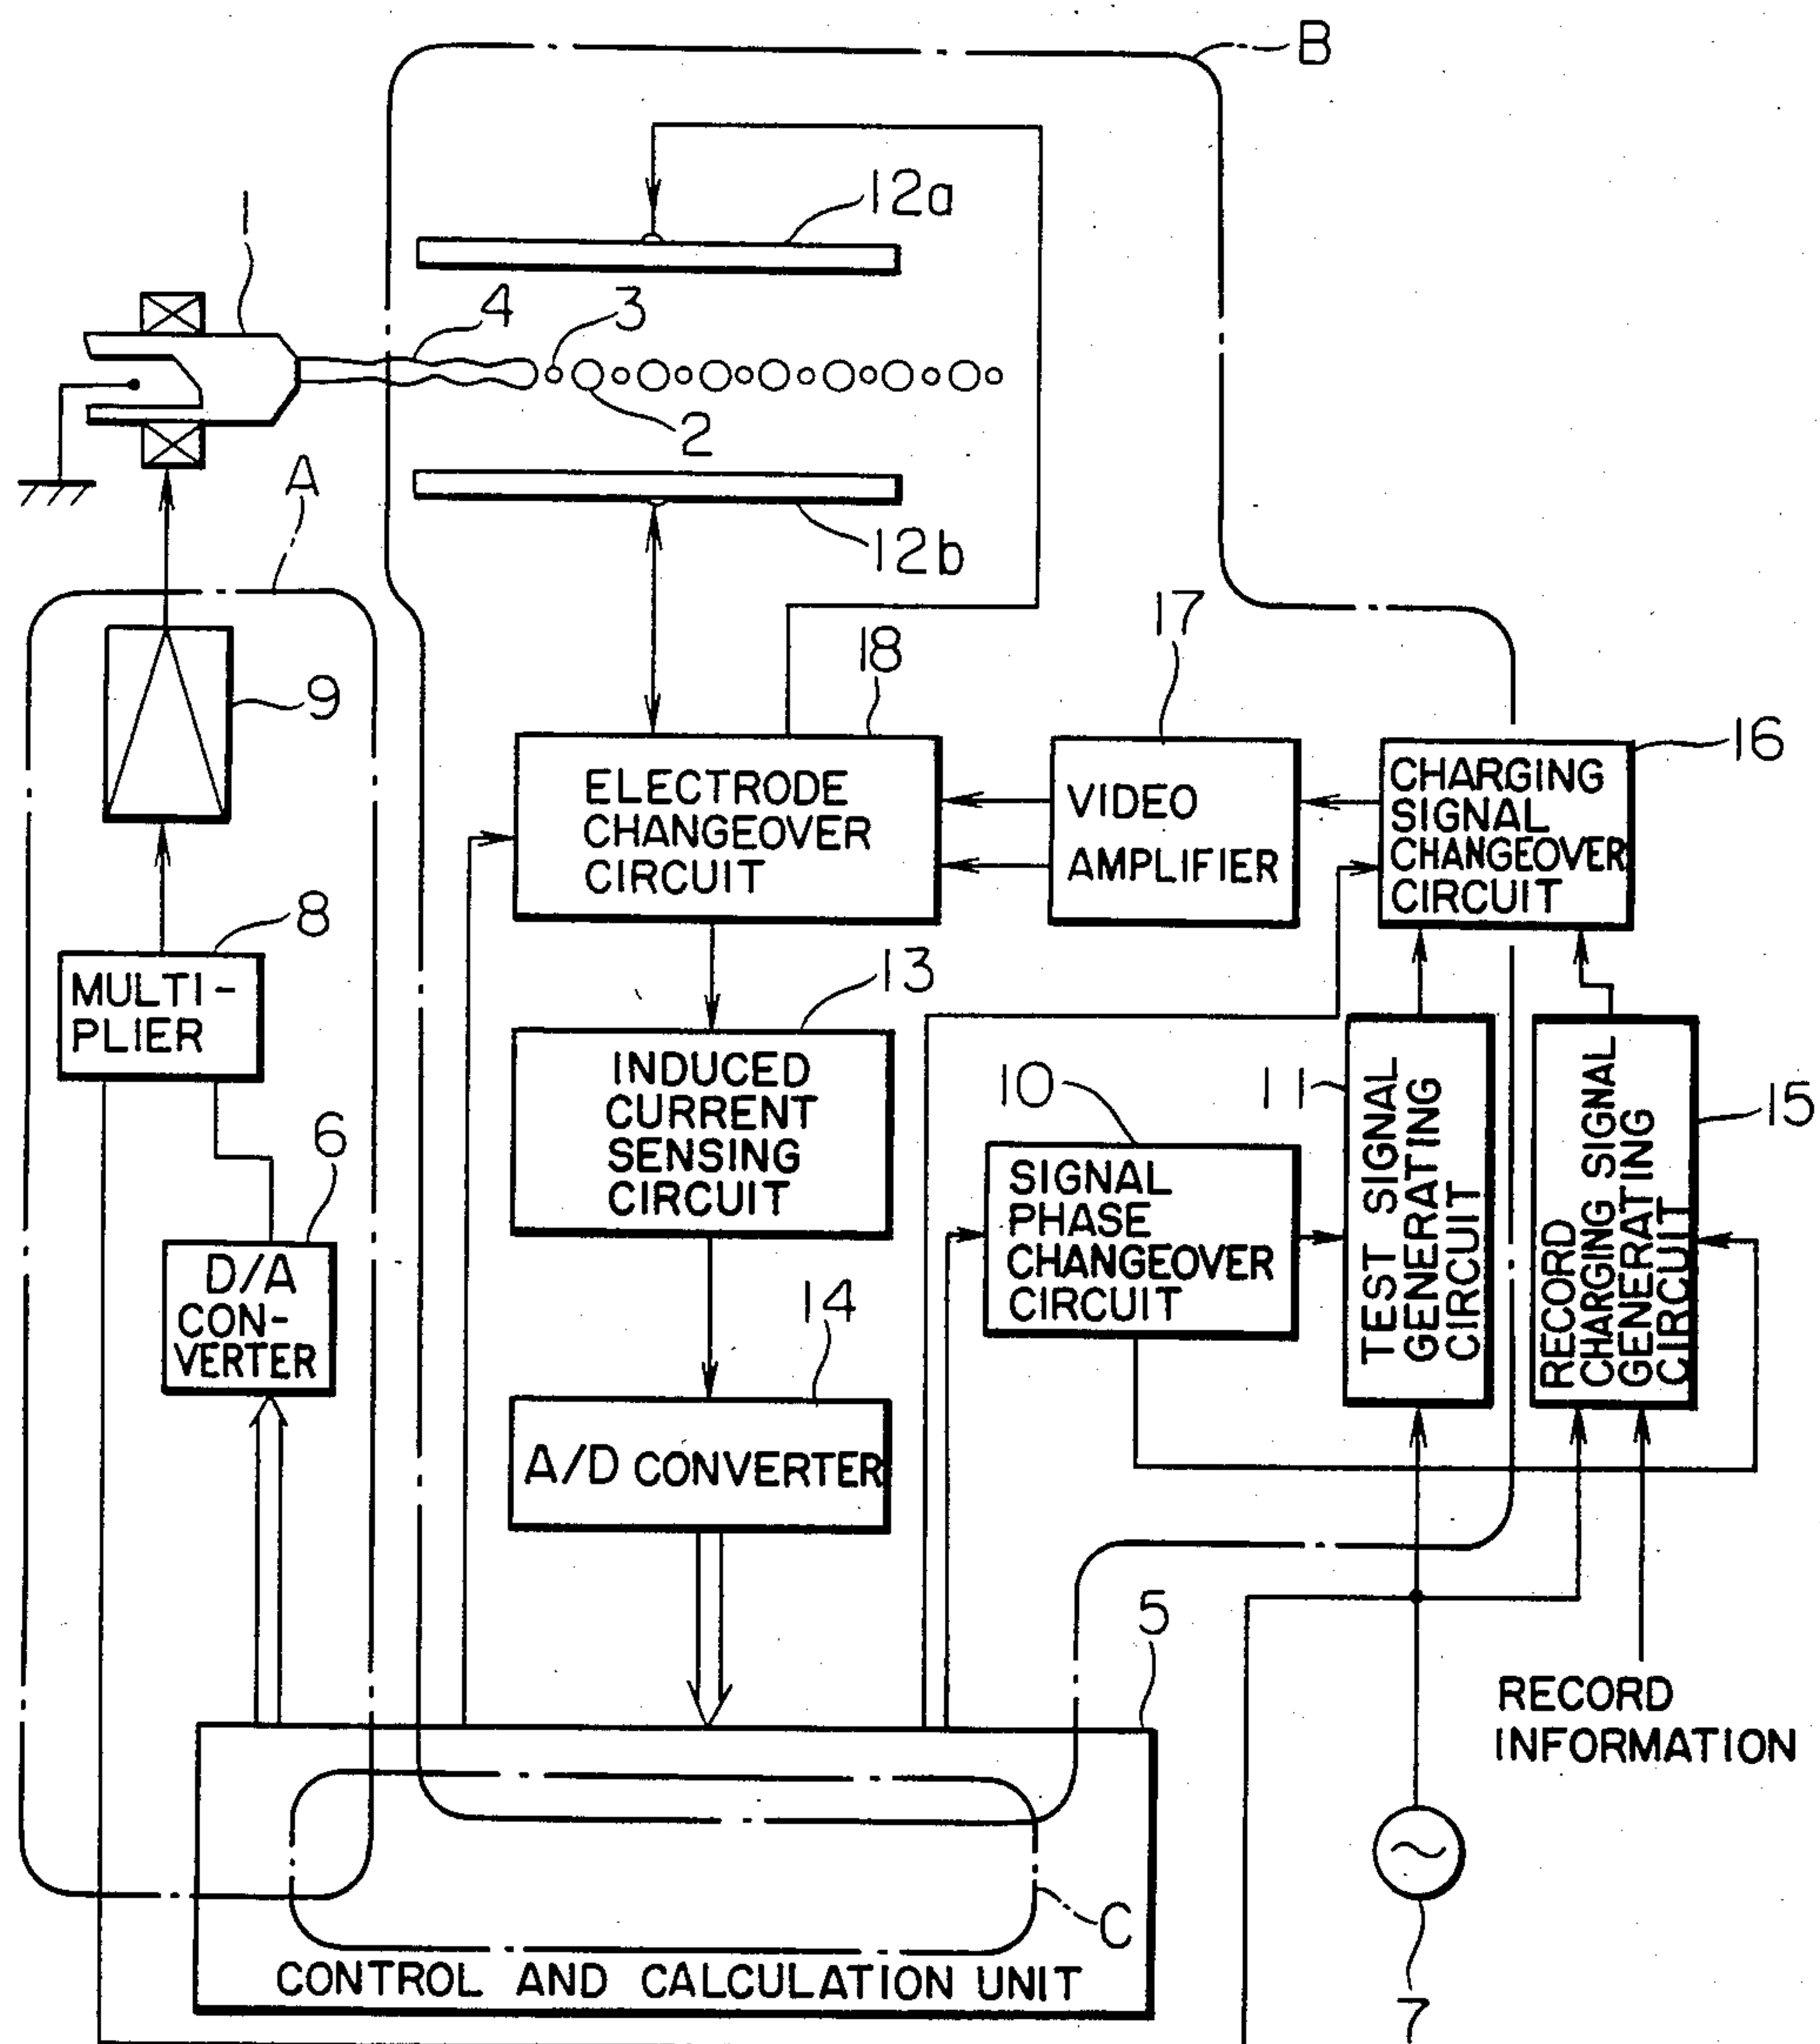 B
12a
1
4
3
2
A
12b
17
18
9
16
ELECTRODE
CHANGEOVER
CIRCUIT
VIDEO
AMPLIFIER
CHARGING
SIGNAL
CHANGEOVER
CIRCUIT
8
MULTI-
PLIER
13
INDUCED
CURRENT
SENSING
CIRCUIT
10
SIGNAL
PHASE
CHANGEOVER
CIRCUIT
11
TEST SIGNAL
GENERATING
CIRCUIT
15
RECORD
CHARGING SIGNAL
GENERATING
CIRCUIT
6
D/A
CON-
VERTER
14
A/D CONVERTER
5
RECORD
INFORMATION
C
CONTROL AND CALCULATION UNIT
7